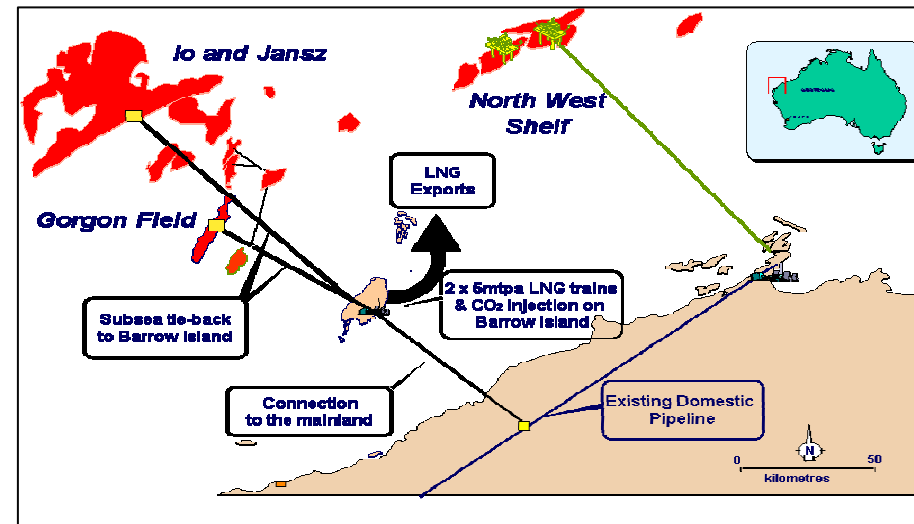 Io and Jansz
North West
Shelf
LNG
Exports
Gorgon Field
2 x 5mtpa LNG trains
& CO₂ injection on
Barrow Island
Subsea tie-back
to Barrow Island
Connection
to the mainland
Existing Domestic
Pipeline
N
0
50
kilometres